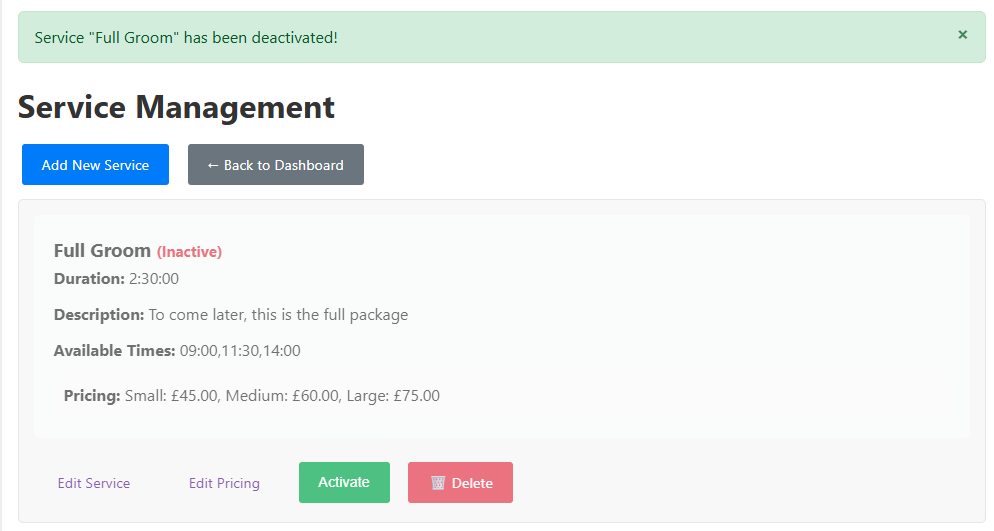 Service "Full Groom" has been deactivated!
×
Service Management
Add New Service
← Back to Dashboard
Full Groom (Inactive)
Duration: 2:30:00
Description: To come later, this is the full package
Available Times: 09:00,11:30,14:00
Pricing: Small: £45.00, Medium: £60.00, Large: £75.00
Edit Service
Edit Pricing
Activate
🗑️ Delete